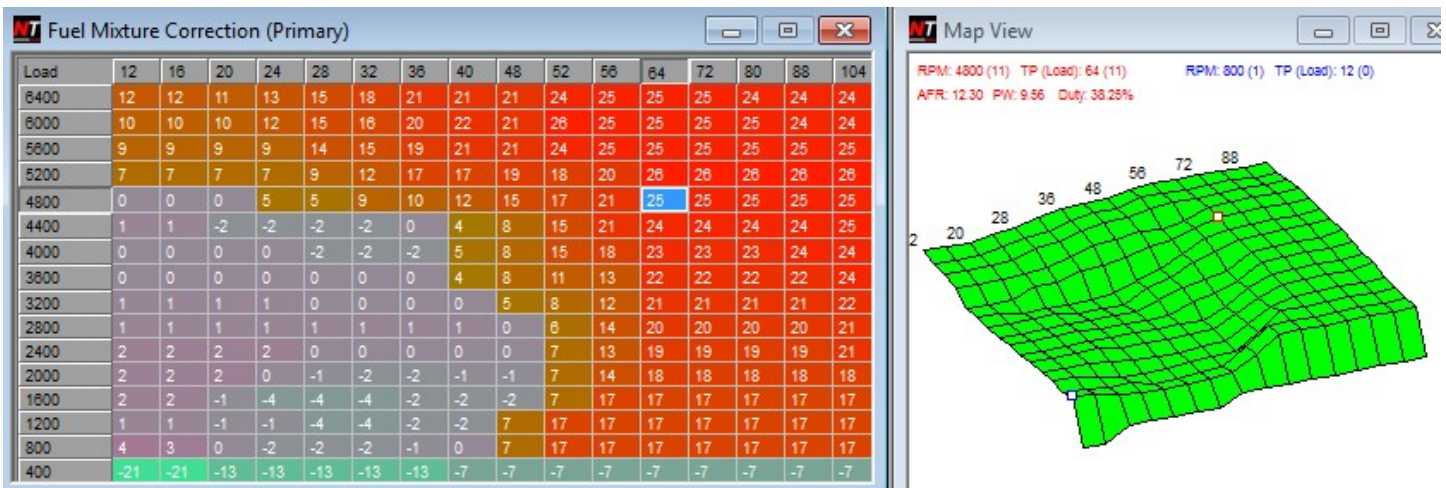 NT Fuel Mixture Correction (Primary)
Load 12 16 20 24 28 32 36 40 48 52 56 64 72 80 88 104
6400 12 12 11 13 15 18 21 21 21 24 25 25 25 24 24 24
6000 10 10 10 12 15 16 20 22 21 26 25 25 25 25 24 24
5600 9 9 9 9 14 15 19 21 21 24 25 25 25 25 25 25
5200 7 7 7 7 9 12 17 17 19 18 20 26 26 26 26 26
4800 0 0 0 5 5 9 10 12 15 17 21 25 25 25 25 25
4400 1 1 -2 -2 -2 -2 0 4 8 15 21 24 24 24 24 25
4000 0 0 0 0 -2 -2 -2 5 8 15 18 23 23 23 24 24
3600 0 0 0 0 0 0 0 4 8 11 13 22 22 22 22 24
3200 1 1 1 1 0 0 0 0 5 8 12 21 21 21 21 22
2800 1 1 1 1 1 1 1 1 0 6 14 20 20 20 20 21
2400 2 2 2 2 0 0 0 0 0 7 13 19 19 19 19 21
2000 2 2 2 0 -1 -2 -2 -1 -1 7 14 18 18 18 18 18
1600 2 2 -1 -4 -4 -4 -2 -2 -2 7 17 17 17 17 17 17
1200 1 1 -1 -1 -4 -4 -2 -2 7 17 17 17 17 17 17 17
800 4 3 0 -2 -2 -2 -1 0 7 17 17 17 17 17 17 17
400 -21 -21 -13 -13 -13 -13 -13 -7 -7 -7 -7 -7 -7 -7 -7 -7
NT Map View
RPM: 4800 (11) TP (Load): 64 (11) RPM: 800 (1) TP (Load): 12 (0)
AFR: 12.30 PW: 9.56 Duty: 38.25%
2 20 28 36 48 56 72 88